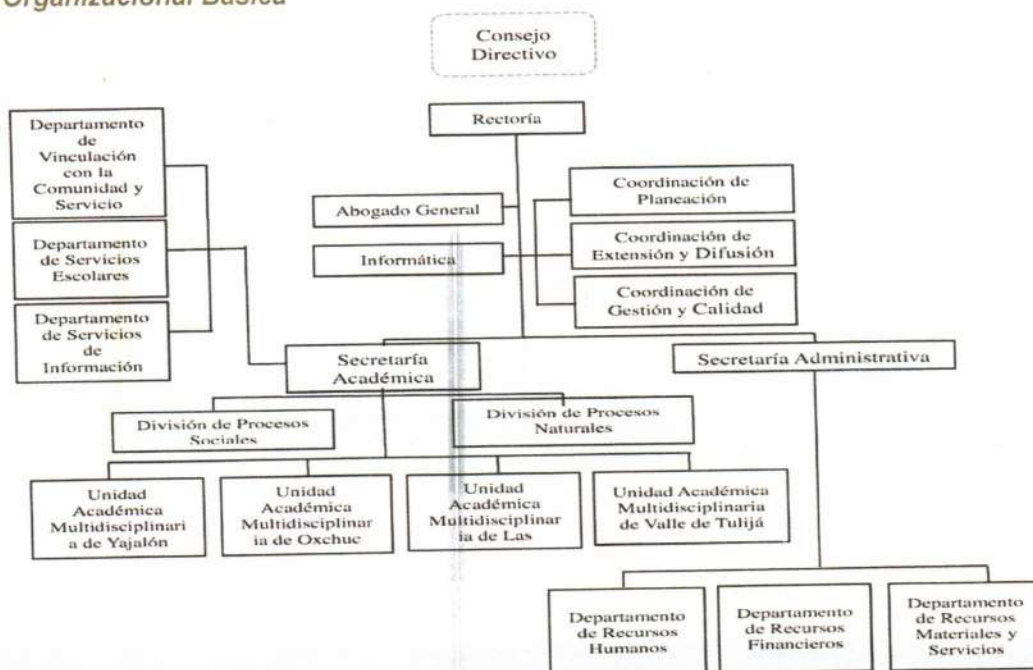 Organizacional Básica
Consejo
Directivo
Rectoría
Departamento
de
Vinculación
con la
Comunidad y
Servicio
Departamento
de Servicios
Escolares
Departamento
de Servicios
de
Información
Abogado General
Informática
Coordinación de
Planeación
Coordinación de
Extensión y Difusión
Coordinación de
Gestión y Calidad
Secretaría
Académica
Secretaría Administrativa
División de Procesos
Sociales
División de Procesos
Naturales
Unidad
Académica
Multidisciplinari
a de Yajalón
Unidad
Académica
Multidisciplinar
ia de Oxchuc
Unidad
Académica
Multidisciplinar
ia de Las
Unidad Académica
Multidisciplinaria
de Valle de Tulijá
Departamento
de Recursos
Humanos
Departamento
de Recursos
Financieros
Departamento
de Recursos
Materiales y
Servicios